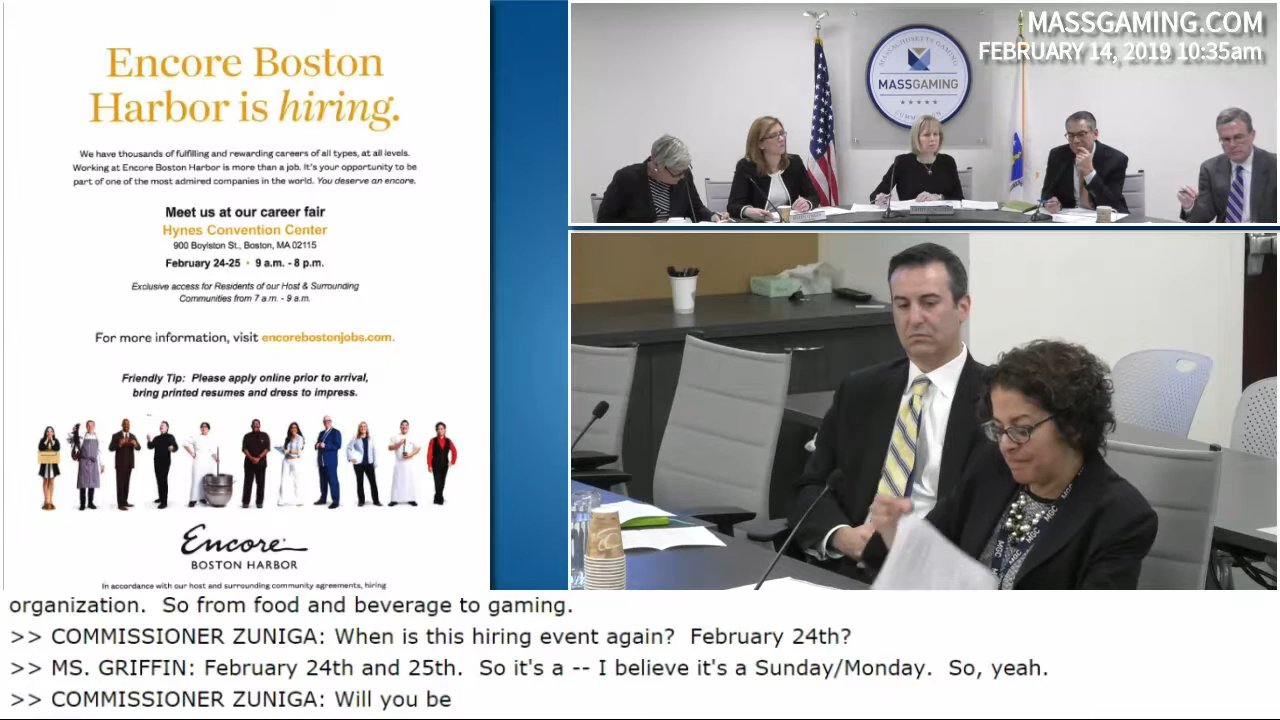 Encore Boston
Harbor is hiring.
We have thousands of fulfilling and rewarding careers of all types, at all levels.
Working at Encore Boston Harbor is more than a job. It's your opportunity to be
part of one of the most admired companies in the world. You deserve an encore.
Meet us at our career fair
Hynes Convention Center
900 Boylston St., Boston, MA 02115
February 24-25 • 9 a.m. - 8 p.m.
Exclusive access for Residents of our Host & Surrounding
Communities from 7 a.m. - 9 a.m.
For more information, visit encorebostonjobs.com.
Friendly Tip: Please apply online prior to arrival,
bring printed resumes and dress to impress.
Encore
BOSTON HARBOR
In accordance with our host and surrounding community agreements, hiring
MASSGAMING.COM
FEBRUARY 14, 2019 10:35am
MASSACHUSETTS GAMING
MASSGAMING
COMMISSION
MGC
MGC
organization. So from food and beverage to gaming.
>> COMMISSIONER ZUNIGA: When is this hiring event again? February 24th?
>> MS. GRIFFIN: February 24th and 25th. So it's a -- I believe it's a Sunday/Monday. So, yeah.
>> COMMISSIONER ZUNIGA: Will you be